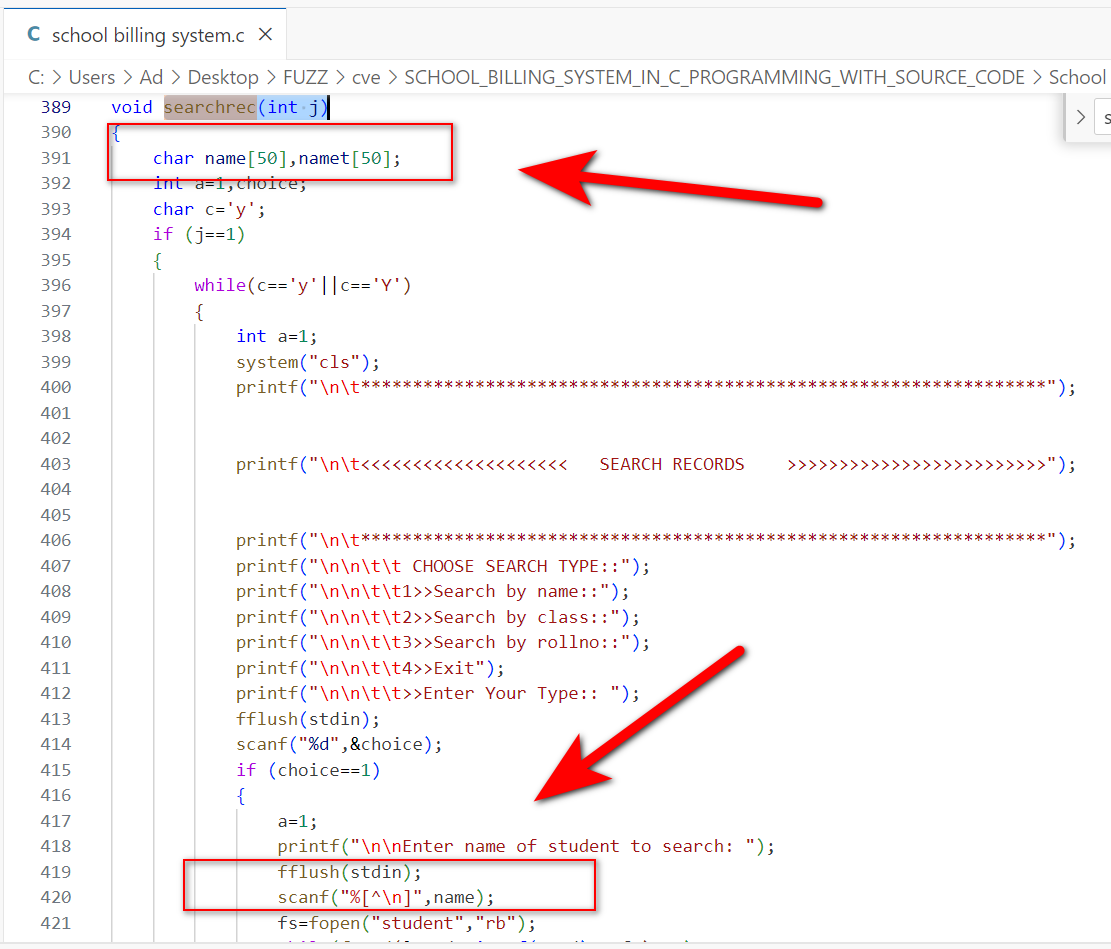 C school billing system.c ×
C: > Users > Ad > Desktop > FUZZ > cve > SCHOOL_BILLING_SYSTEM_IN_C_PROGRAMMING_WITH_SOURCE_CODE > School
389 void searchrec(int j)
390 {
391 char name[50],namet[50];
392 int a=1,choice;
393 char c='y';
394 if (j==1)
395 {
396 while(c=='y'||c=='Y')
397 {
398 int a=1;
399 system("cls");
400 printf("\n\t******************************************************************");
401
402
403 printf("\n\t<<<<<<<<<<<<<<<<<<<< SEARCH RECORDS >>>>>>>>>>>>>>>>>>>>>>>>>");
404
405
406 printf("\n\t******************************************************************");
407 printf("\n\n\t\t CHOOSE SEARCH TYPE::");
408 printf("\n\n\t\t1>>Search by name::");
409 printf("\n\n\t\t2>>Search by class::");
410 printf("\n\n\t\t3>>Search by rollno::");
411 printf("\n\n\t\t4>>Exit");
412 printf("\n\n\t\t>>Enter Your Type:: ");
413 fflush(stdin);
414 scanf("%d",&choice);
415 if (choice==1)
416 {
417 a=1;
418 printf("\n\nEnter name of student to search: ");
419 fflush(stdin);
420 scanf("%[^\n]",name);
421 fs=fopen("student","rb");